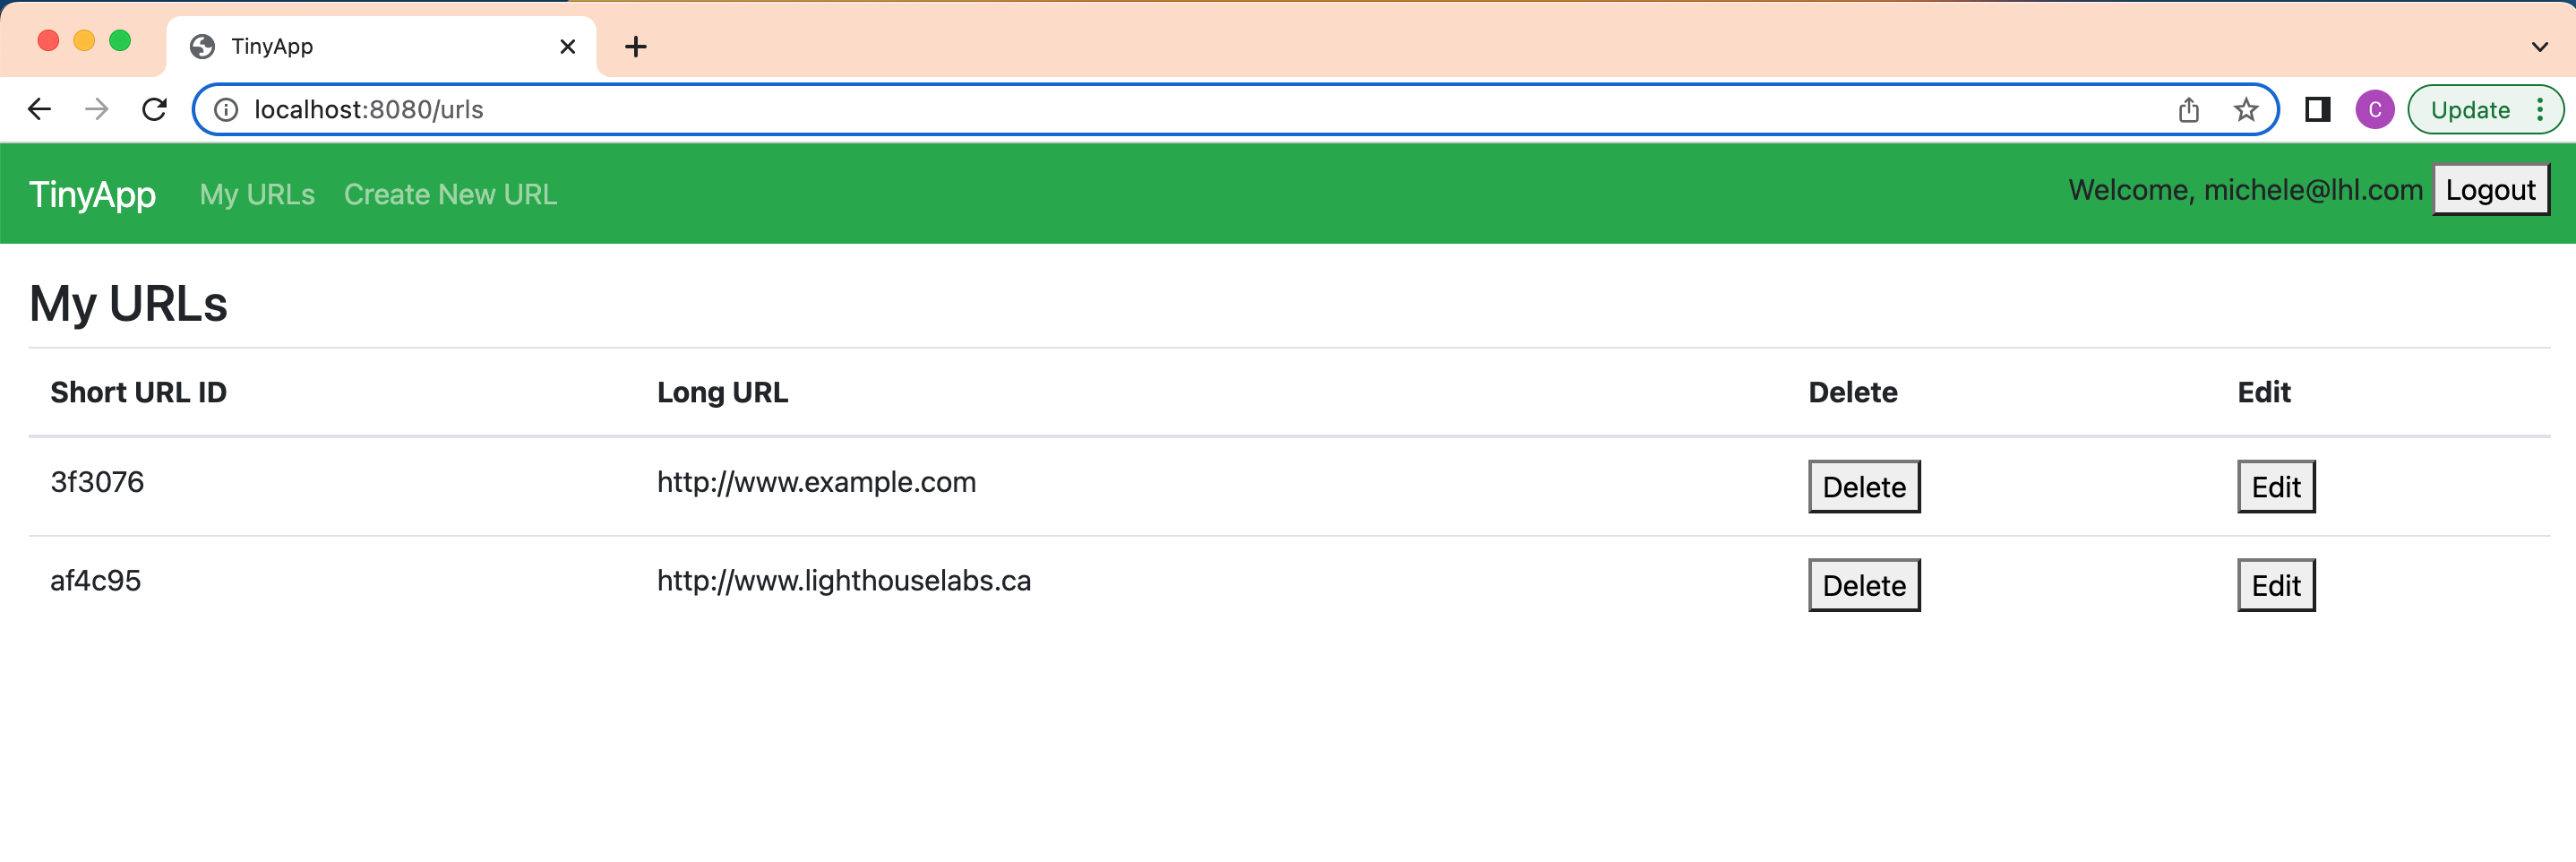 TinyApp
localhost:8080/urls
C
Update
TinyApp My URLs Create New URL Welcome, michele@lhl.com Logout
My URLs
Short URL ID Long URL Delete Edit
3f3076 http://www.example.com Delete Edit
af4c95 http://www.lighthouselabs.ca Delete Edit